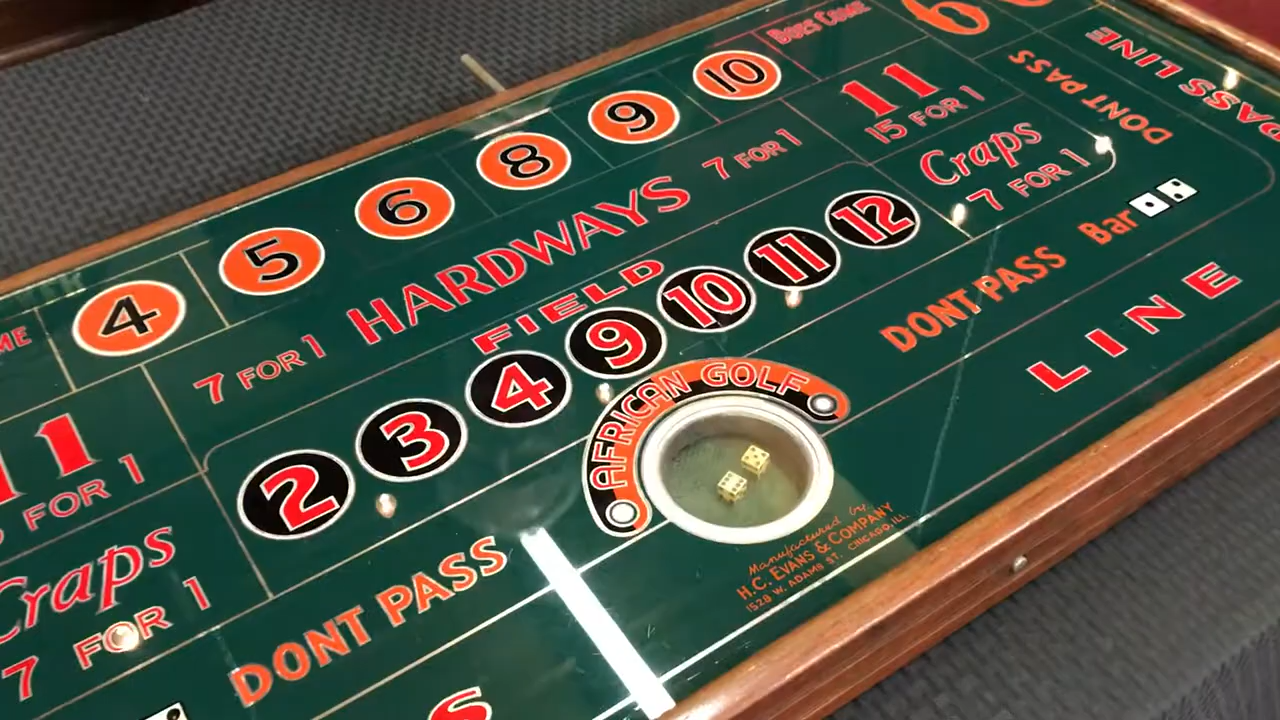 DOES COME
6
PASS LINE
DONT PASS
4 5 6 8 9 10
11
15 FOR 1
Craps
7 FOR 1
7 FOR 1 HARDWAYS 7 FOR 1
FIELD
2 3 4 9 10 11 12
DONT PASS Bar
LINE
AFRICAN GOLF
Manufactured by
H.C. EVANS & COMPANY
1528 W. ADAMS ST. CHICAGO, ILL.
ME
11
FOR 1
Craps
7 FOR 1
DONT PASS
S